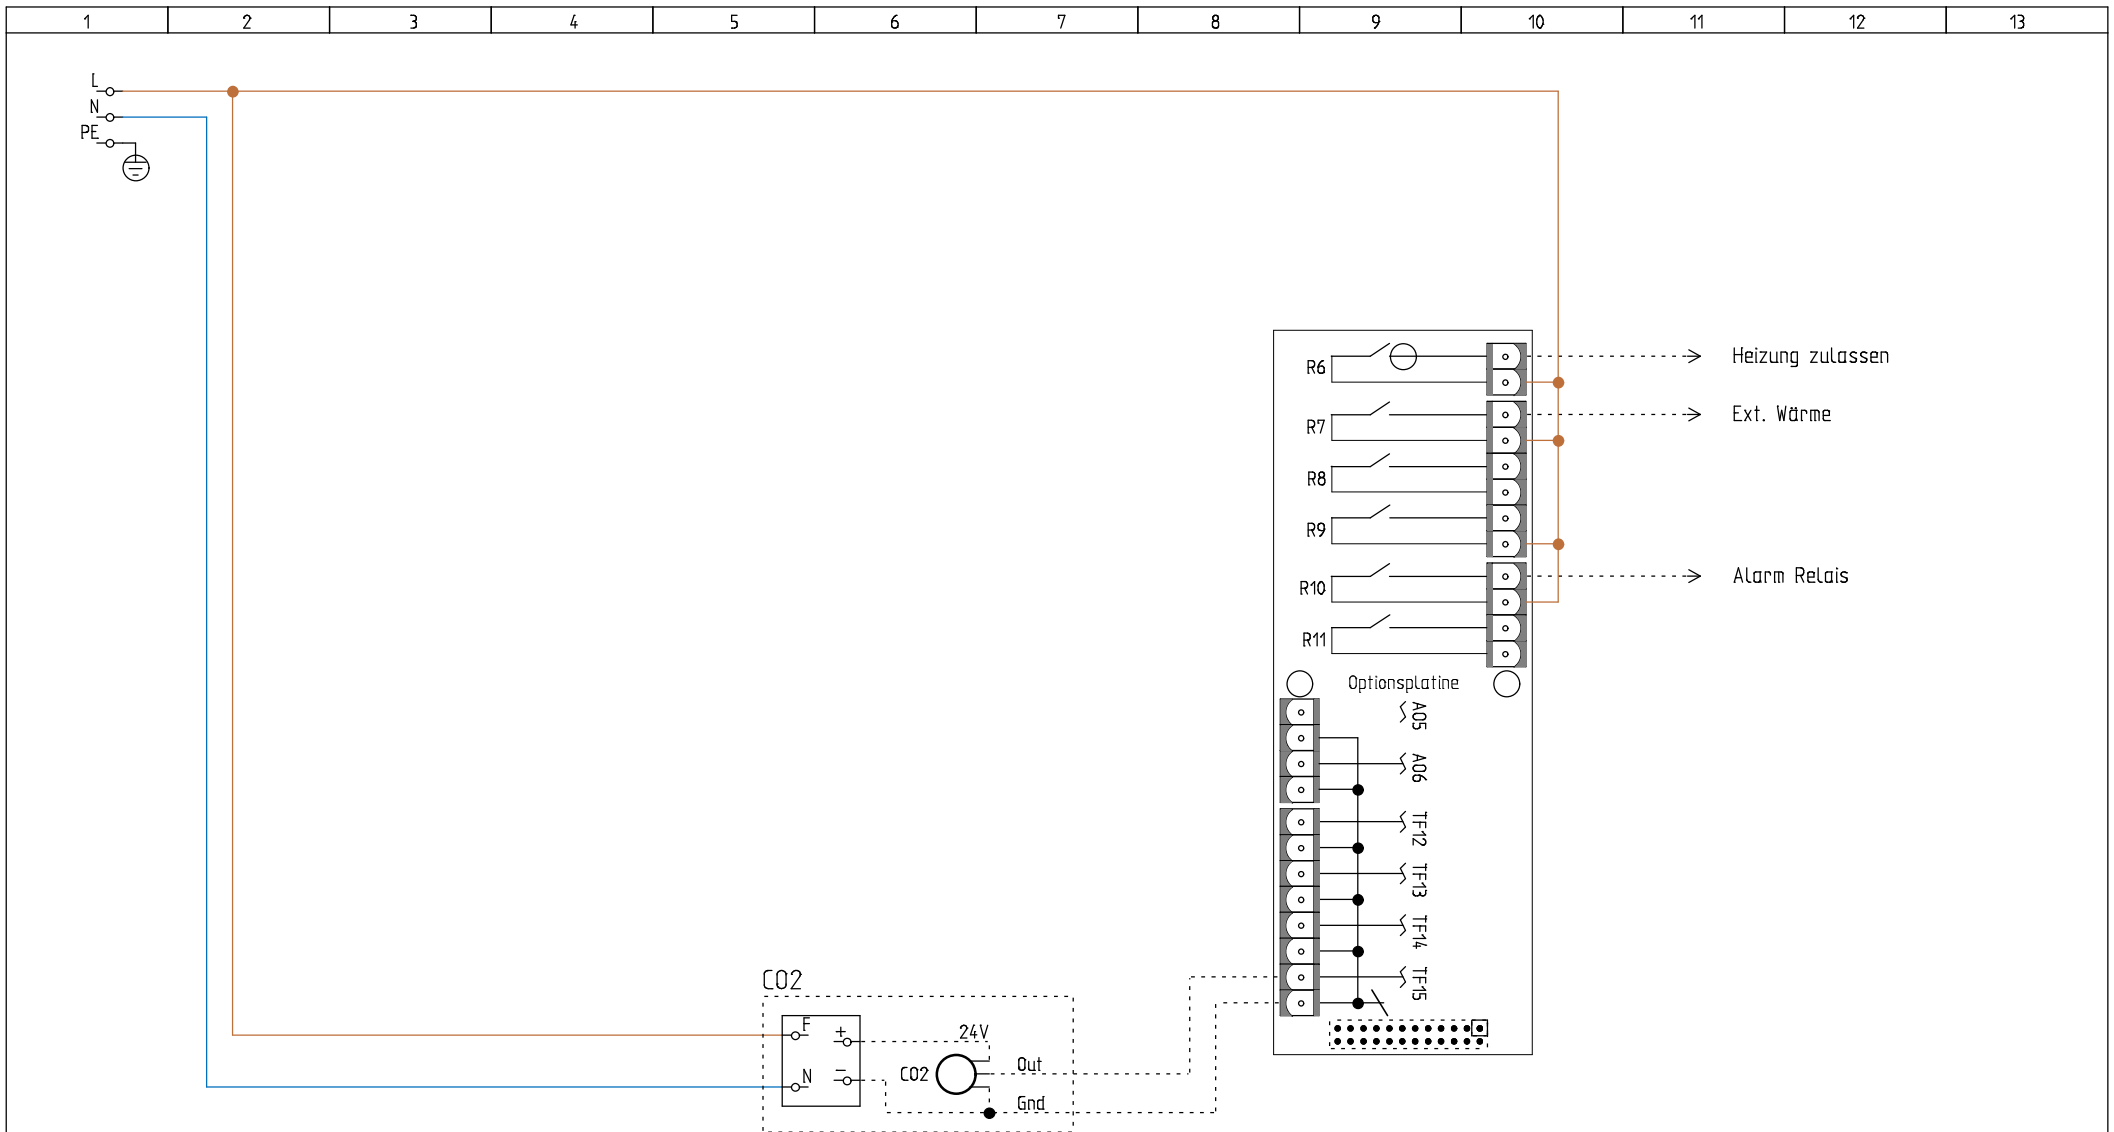 1 2 3 4 5 6 7 8 9 10 11 12 13
L
N
PE
R6
Heizung zulassen
R7
Ext. Wärme
R8
R9
R10
Alarm Relais
R11
Optionsplatine
AO5
AO6
TF12
TF13
TF14
TF15
CO2
F
+
24V
Out
CO2
N
-
Gnd